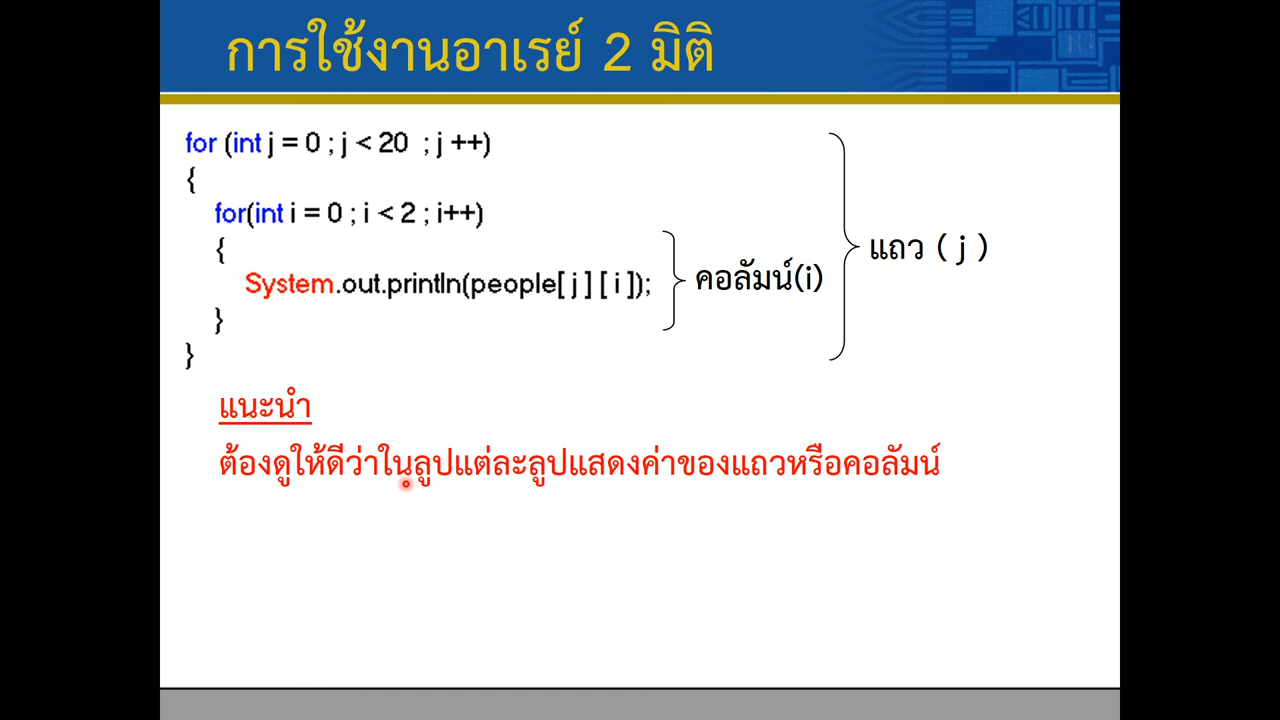 การใช้งานอาเรย์ 2 มิติ
for (int j = 0 ; j < 20 ; j ++)
{
for(int i = 0 ; i < 2 ; i++)
{
System.out.println(people[ j ] [ i ]);
}
}
คอลัมน์(i)
แถว ( j )
แนะนำ
ต้องดูให้ดีว่าในลูปแต่ละลูปแสดงค่าของแถวหรือคอลัมน์